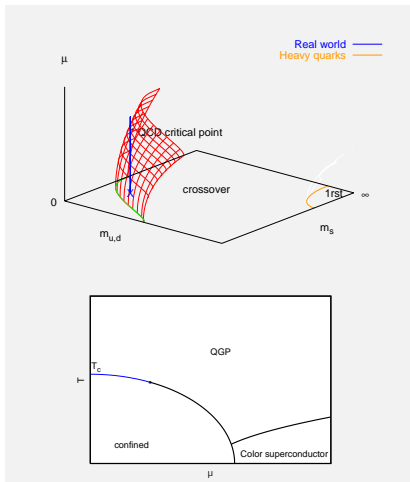 Real world
Heavy quarks
μ
QCD critical point
crossover
1rst
∞
0
m_s
m_{u,d}
QGP
T_c
T
confined
Color superconductor
μ